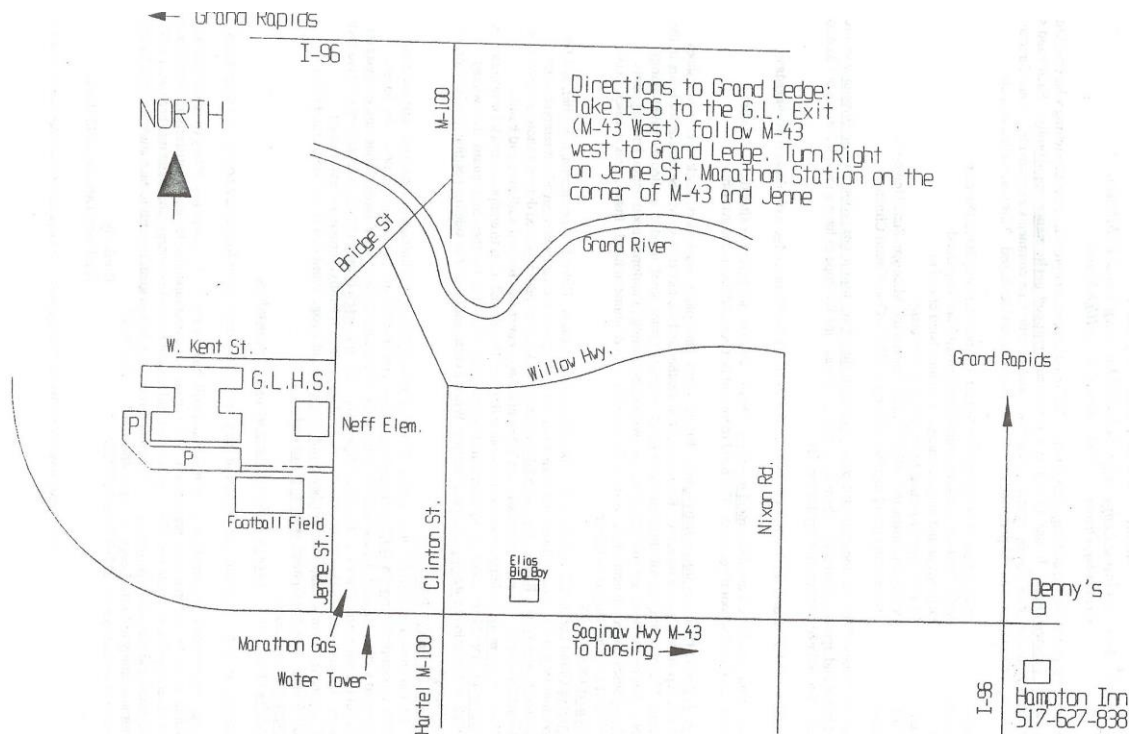 Grand Rapids
I-96
NORTH
M-100
Directions to Grand Ledge:
Take I-96 to the G.L. Exit
(M-43 West) follow M-43
west to Grand Ledge. Turn Right
on Jenne St. Marathon Station on the
corner of M-43 and Jenne
Bridge St
Grand River
W. Kent St.
G.L.H.S.
Willow Hwy.
Grand Rapids
P
Neff Elem.
P
Football Field
Jenne St.
Clinton St.
Nixon Rd.
Elias
Big Boy
Denny's
Marathon Gas
Saginaw Hwy M-43
To Lansing
Water Tower
Hartel M-100
I-96
Hampton Inn
517-627-838